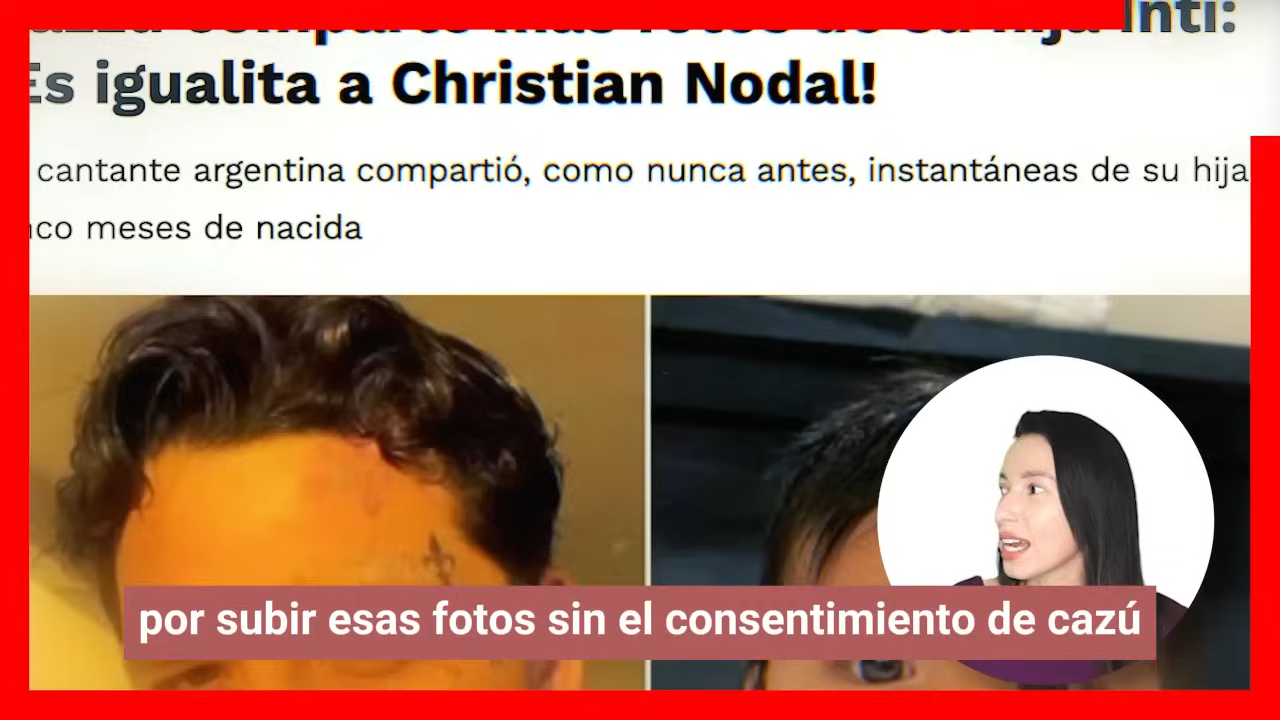 Inti:
Es igualita a Christian Nodal!
cantante argentina compartió, como nunca antes, instantáneas de su hija
meses de nacida
por subir esas fotos sin el consentimiento de cazú